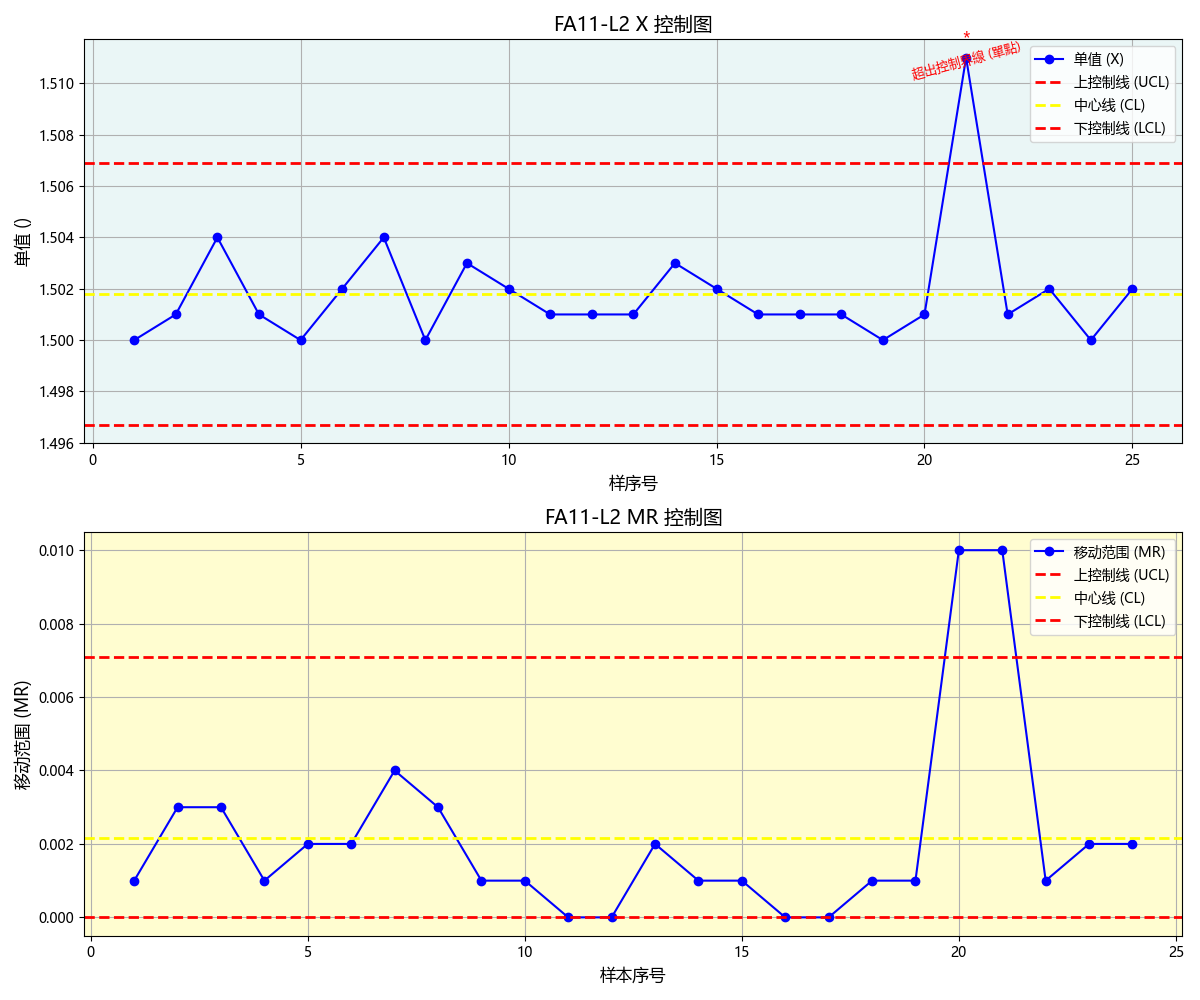 FA11-L2 X 控制图
*
超出控制界線 (單點)
单值 (X)
上控制线 (UCL)
中心线 (CL)
下控制线 (LCL)
单值 ()
1.510
1.508
1.506
1.504
1.502
1.500
1.498
1.496
0 5 10 15 20 25
样序号
FA11-L2 MR 控制图
移动范围 (MR)
上控制线 (UCL)
中心线 (CL)
下控制线 (LCL)
移动范围 (MR)
0.010
0.008
0.006
0.004
0.002
0.000
0 5 10 15 20 25
样本序号